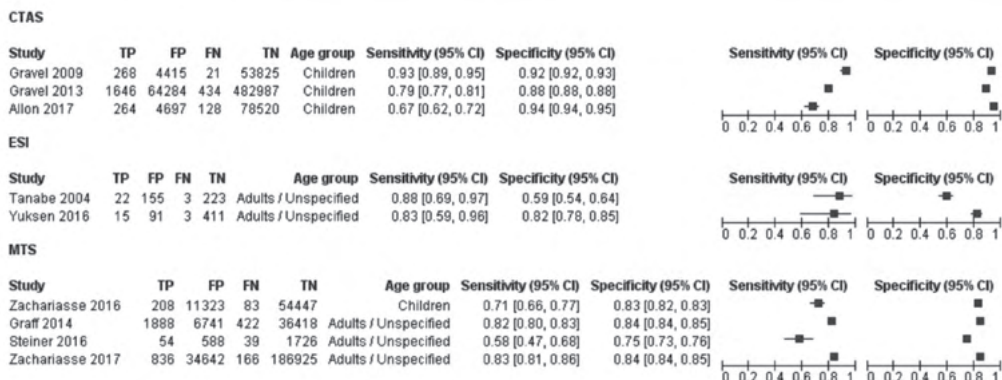 CTAS
Study TP FP FN TN Age group Sensitivity (95% CI) Specificity (95% CI) Sensitivity (95% CI) Specificity (95% CI)
Gravel 2009 268 4415 21 53825 Children 0.93 [0.89, 0.95] 0.92 [0.92, 0.93]
Gravel 2013 1646 64284 434 482987 Children 0.79 [0.77, 0.81] 0.88 [0.88, 0.88]
Allon 2017 264 4697 128 78520 Children 0.67 [0.62, 0.72] 0.94 [0.94, 0.95]
0 0.2 0.4 0.6 0.8 1 0 0.2 0.4 0.6 0.8 1
ESI
Study TP FP FN TN Age group Sensitivity (95% CI) Specificity (95% CI) Sensitivity (95% CI) Specificity (95% CI)
Tanabe 2004 22 155 3 223 Adults / Unspecified 0.88 [0.69, 0.97] 0.59 [0.54, 0.64]
Yuksen 2016 15 91 3 411 Adults / Unspecified 0.83 [0.59, 0.96] 0.82 [0.78, 0.85]
0 0.2 0.4 0.6 0.8 1 0 0.2 0.4 0.6 0.8 1
MTS
Study TP FP FN TN Age group Sensitivity (95% CI) Specificity (95% CI) Sensitivity (95% CI) Specificity (95% CI)
Zachariasse 2016 208 11323 83 54447 Children 0.71 [0.66, 0.77] 0.83 [0.82, 0.83]
Graff 2014 1888 6741 422 36418 Adults / Unspecified 0.82 [0.80, 0.83] 0.84 [0.84, 0.85]
Steiner 2016 54 588 39 1726 Adults / Unspecified 0.58 [0.47, 0.68] 0.75 [0.73, 0.76]
Zachariasse 2017 836 34642 166 186925 Adults / Unspecified 0.83 [0.81, 0.86] 0.84 [0.84, 0.85]
0 0.2 0.4 0.6 0.8 1 0 0.2 0.4 0.6 0.8 1